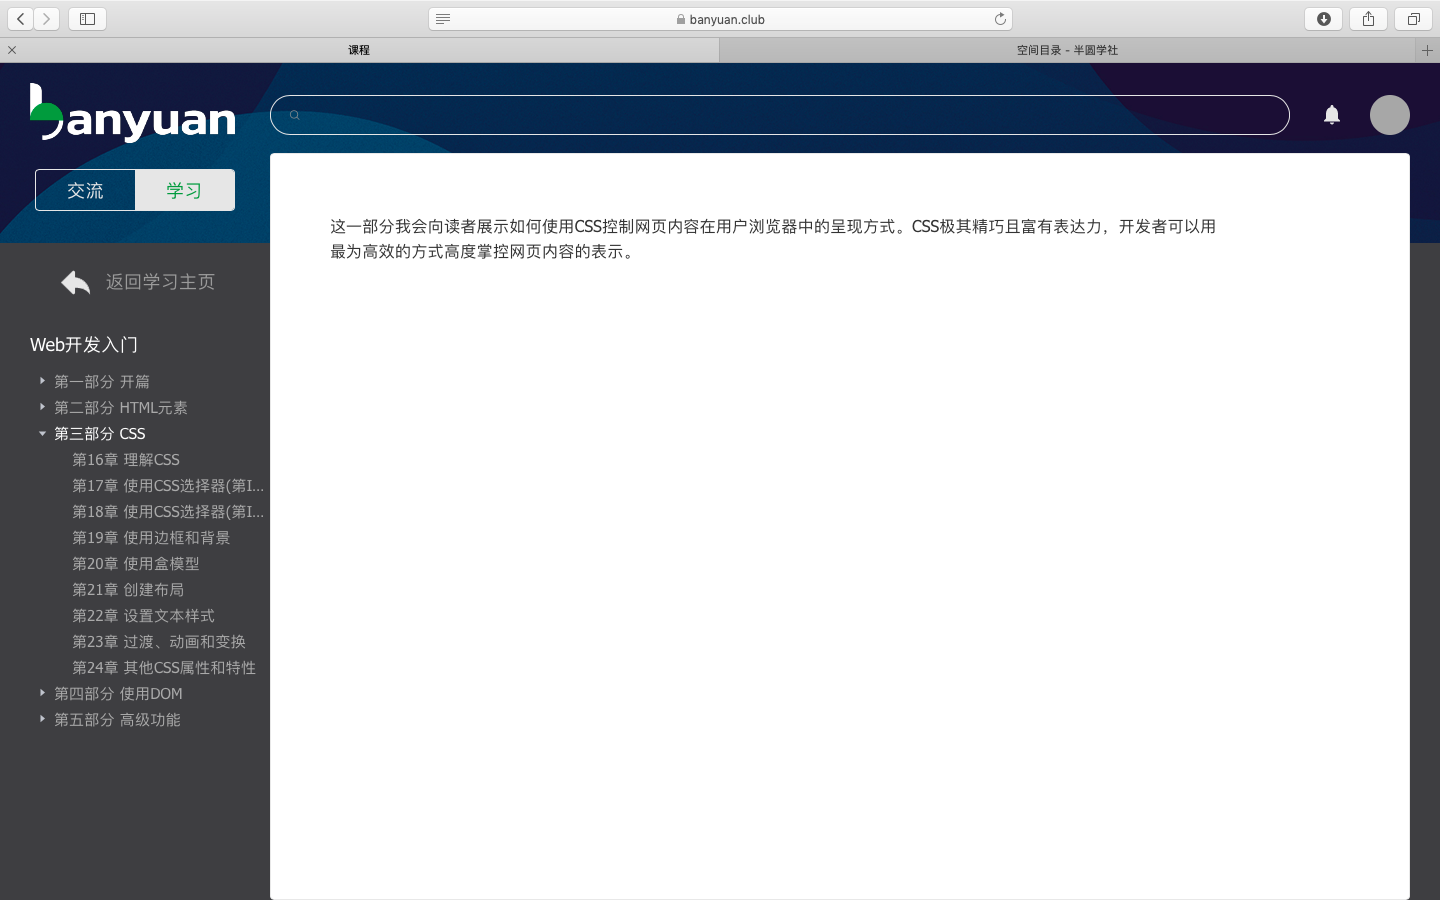 banyuan.club
课程
空间目录 - 半圆学社
banyuan
交流
学习
这一部分我会向读者展示如何使用CSS控制网页内容在用户浏览器中的呈现方式。CSS极其精巧且富有表达力，开发者可以用
最为高效的方式高度掌控网页内容的表示。
返回学习主页
Web开发入门
第一部分 开篇
第二部分 HTML元素
第三部分 CSS
第16章 理解CSS
第17章 使用CSS选择器(第I...
第18章 使用CSS选择器(第I...
第19章 使用边框和背景
第20章 使用盒模型
第21章 创建布局
第22章 设置文本样式
第23章 过渡、动画和变换
第24章 其他CSS属性和特性
第四部分 使用DOM
第五部分 高级功能